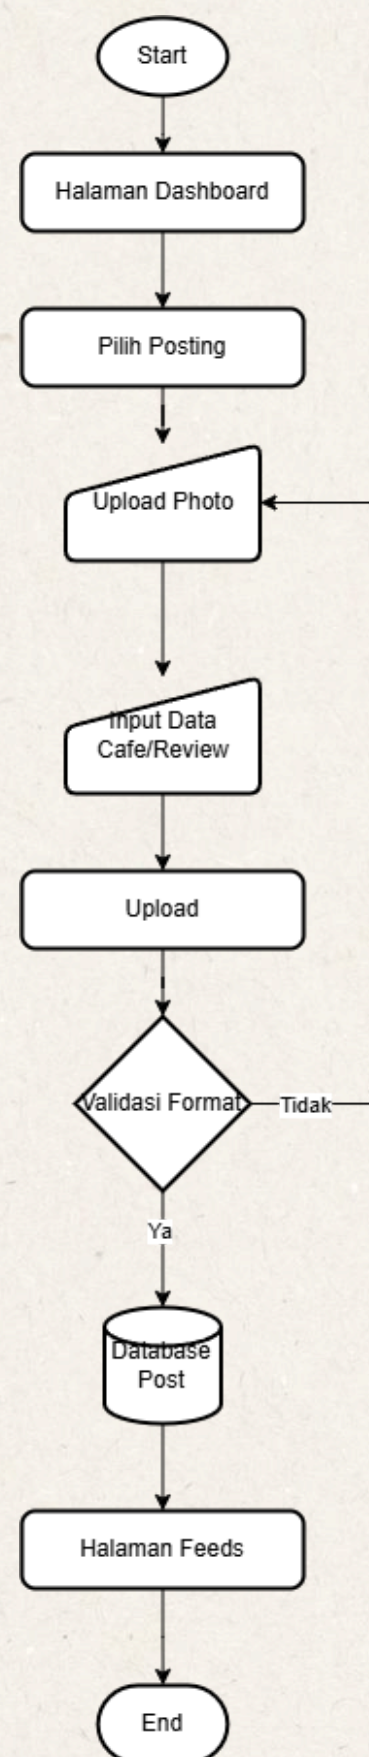 Start
Halaman Dashboard
Pilih Posting
Upload Photo
Input Data
Cafe/Review
Upload
Validasi Format
Tidak
Ya
Database
Post
Halaman Feeds
End